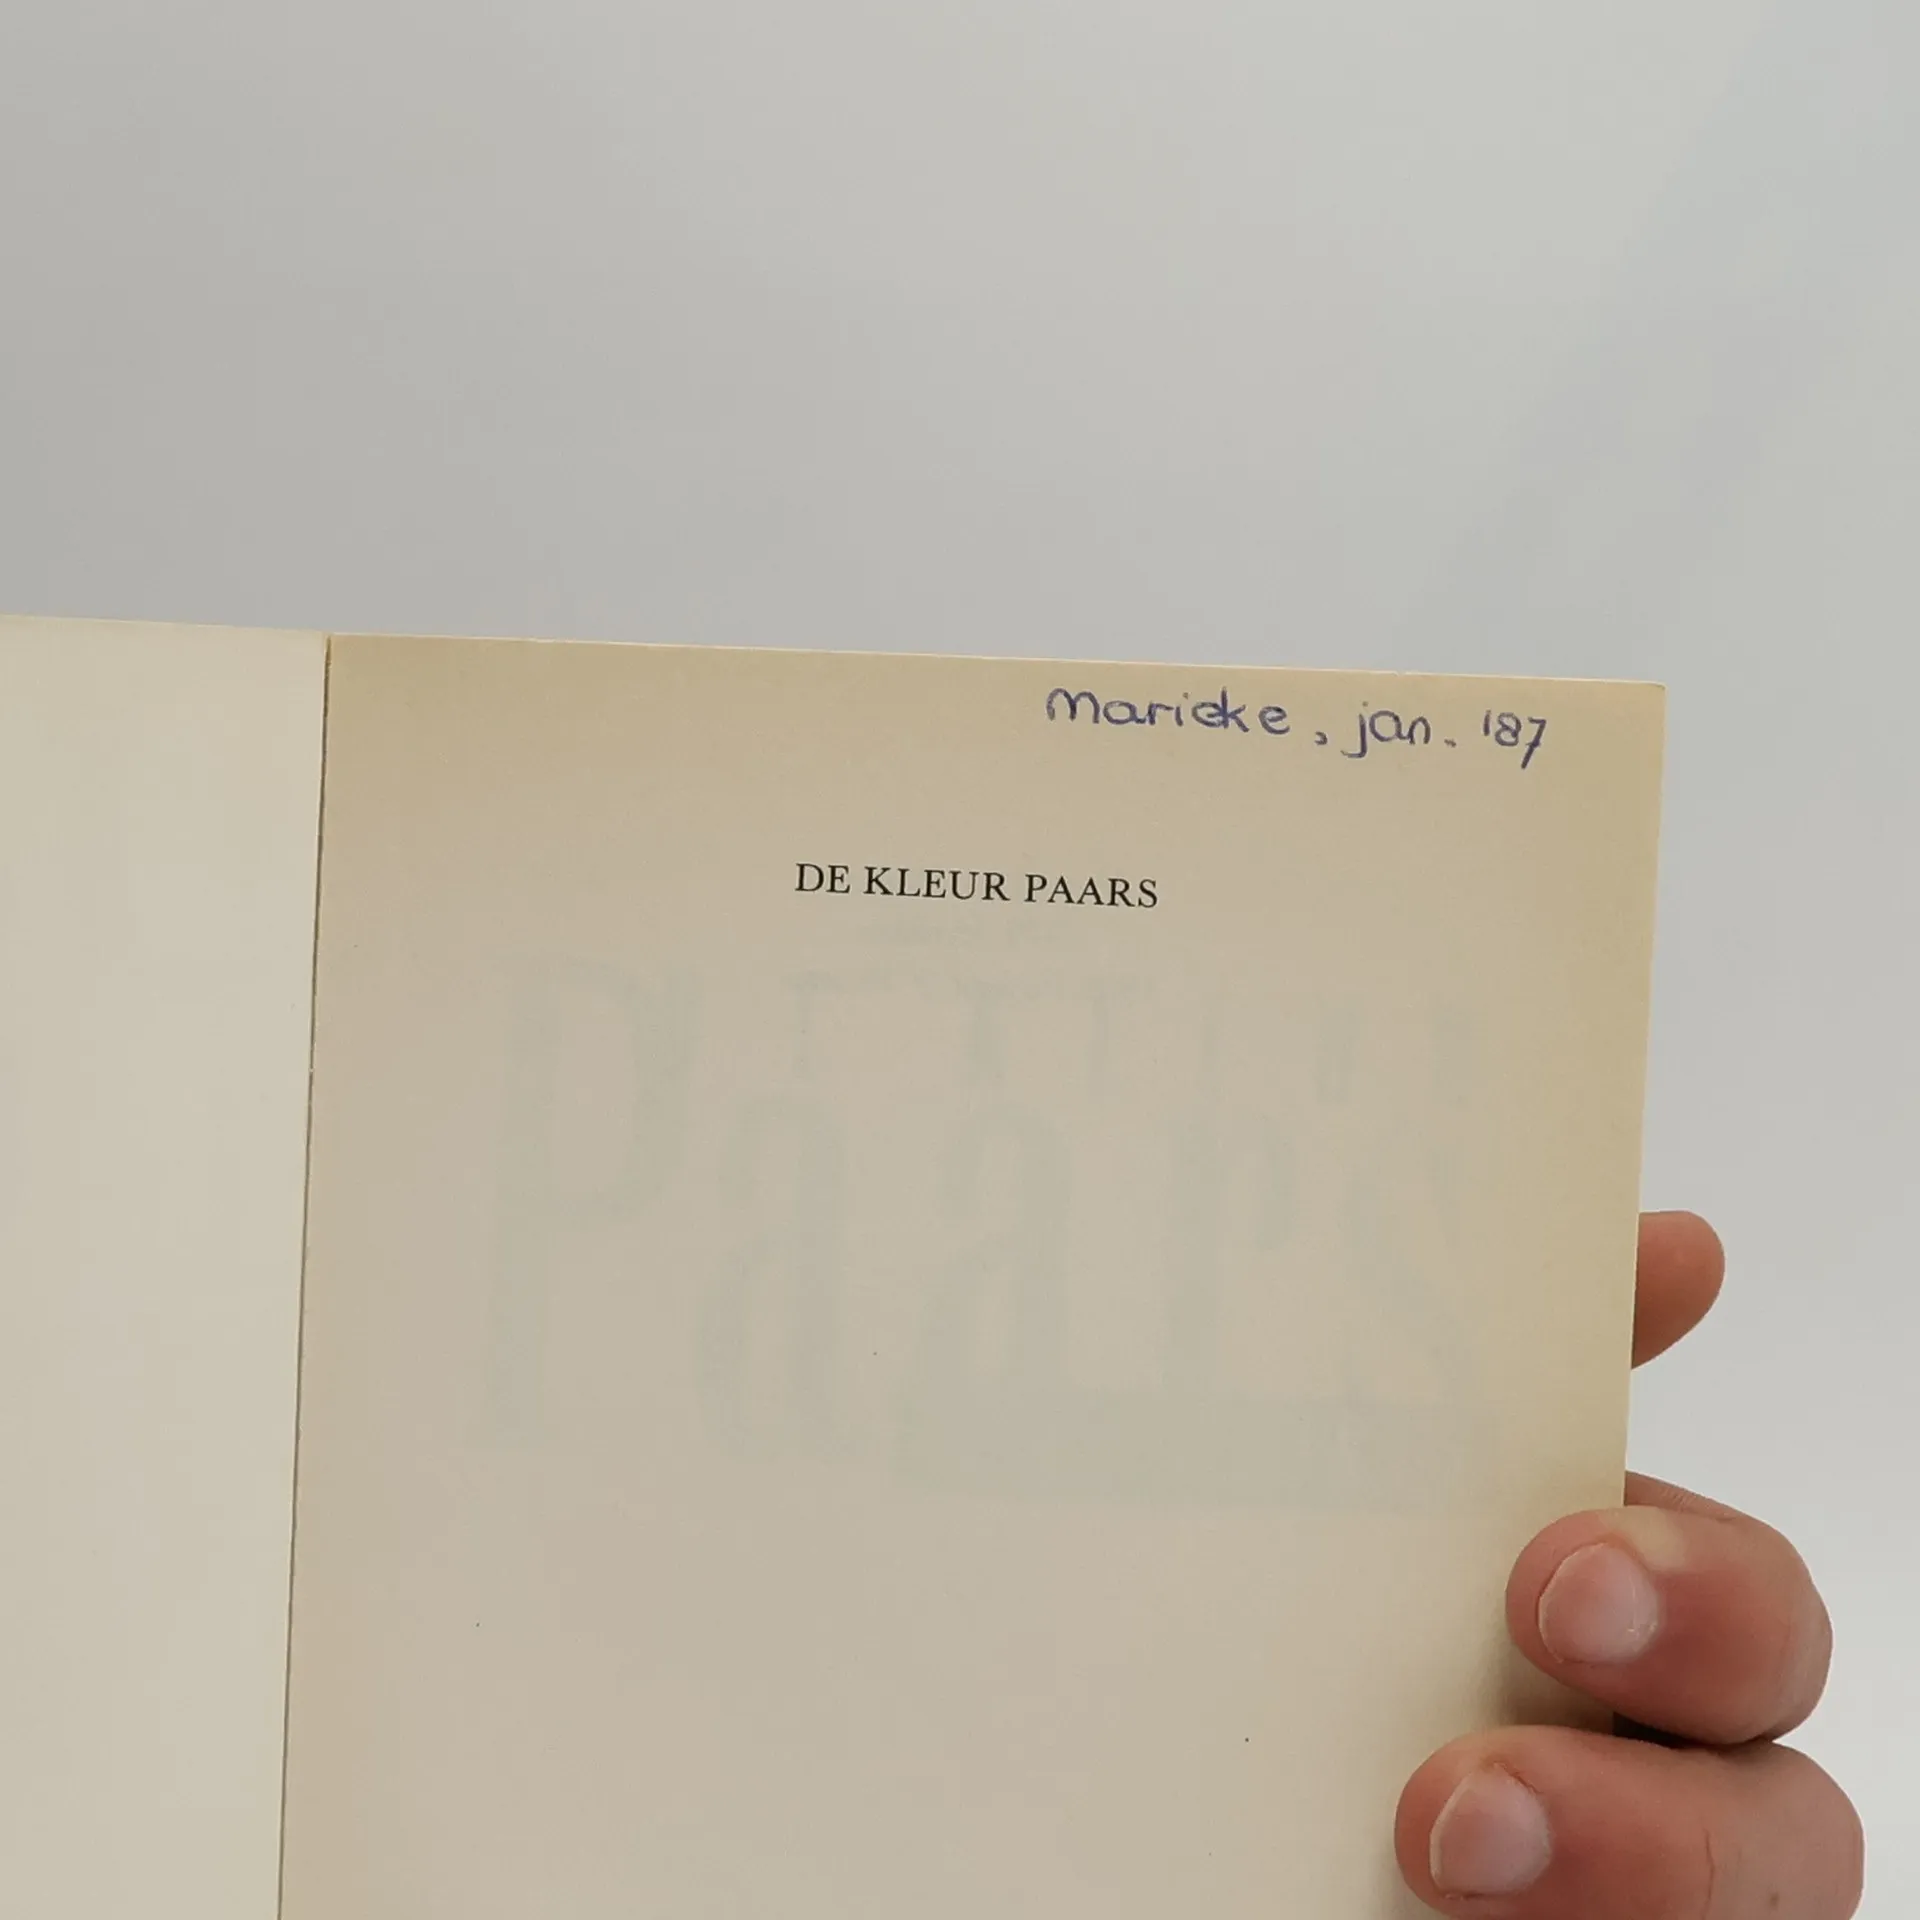 Marieke, jan. '87
DE KLEUR PAARS